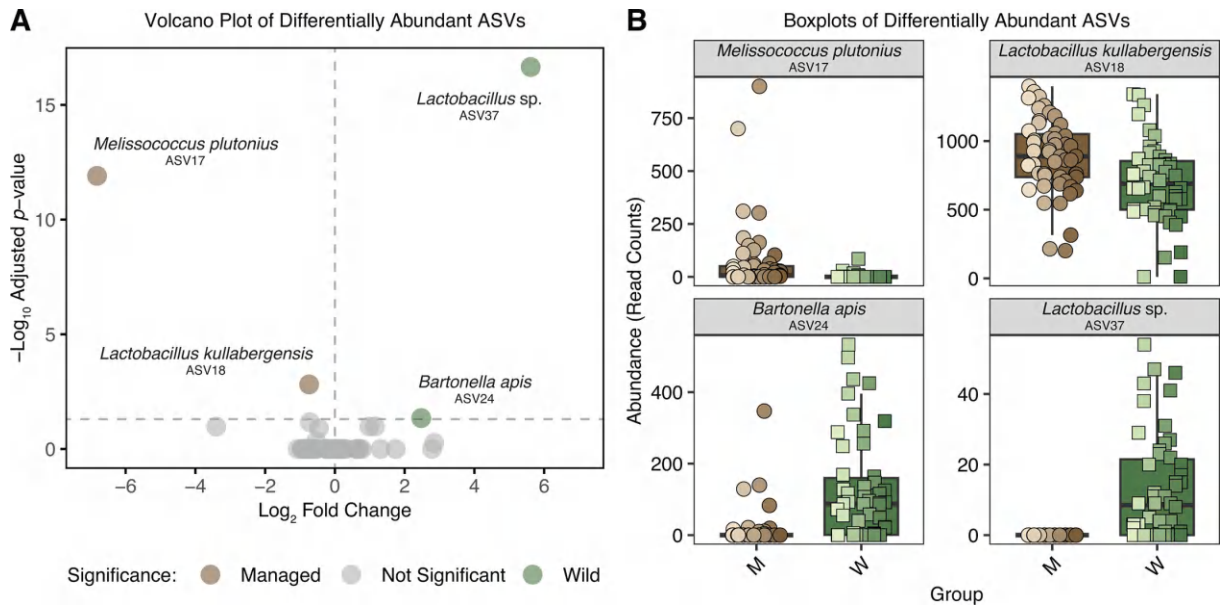 A
Volcano Plot of Differentially Abundant ASVs
−Log10 Adjusted p-value
15
10
5
0
Lactobacillus sp.
ASV37
Melissococcus plutonius
ASV17
Lactobacillus kullabergensis
ASV18
Bartonella apis
ASV24
−6
−4
−2
0
2
4
6
Log2 Fold Change
Significance:
Managed
Not Significant
Wild
B
Boxplots of Differentially Abundant ASVs
Abundance (Read Counts)
Melissococcus plutonius
ASV17
750
500
250
0
Lactobacillus kullabergensis
ASV18
1000
500
0
Bartonella apis
ASV24
400
200
0
Lactobacillus sp.
ASV37
40
20
0
M
W
M
W
Group